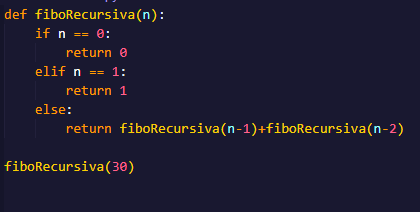 def fiboRecursiva(n):
    if n == 0:
        return 0
    elif n == 1:
        return 1
    else:
        return fiboRecursiva(n-1)+fiboRecursiva(n-2)

fiboRecursiva(30)